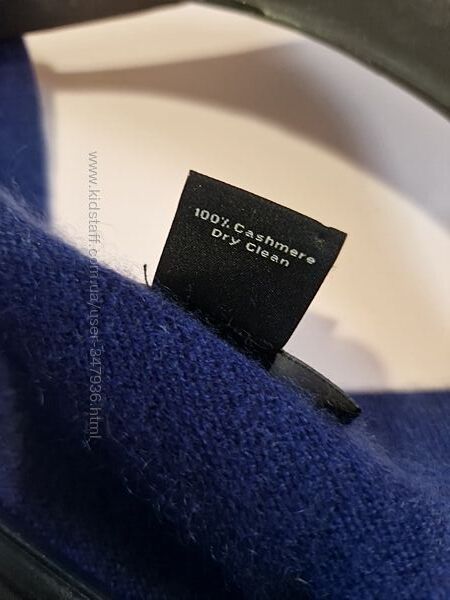 100% Cashmere
Dry Clean
www.kidstaff.com.ua/user-347936.html